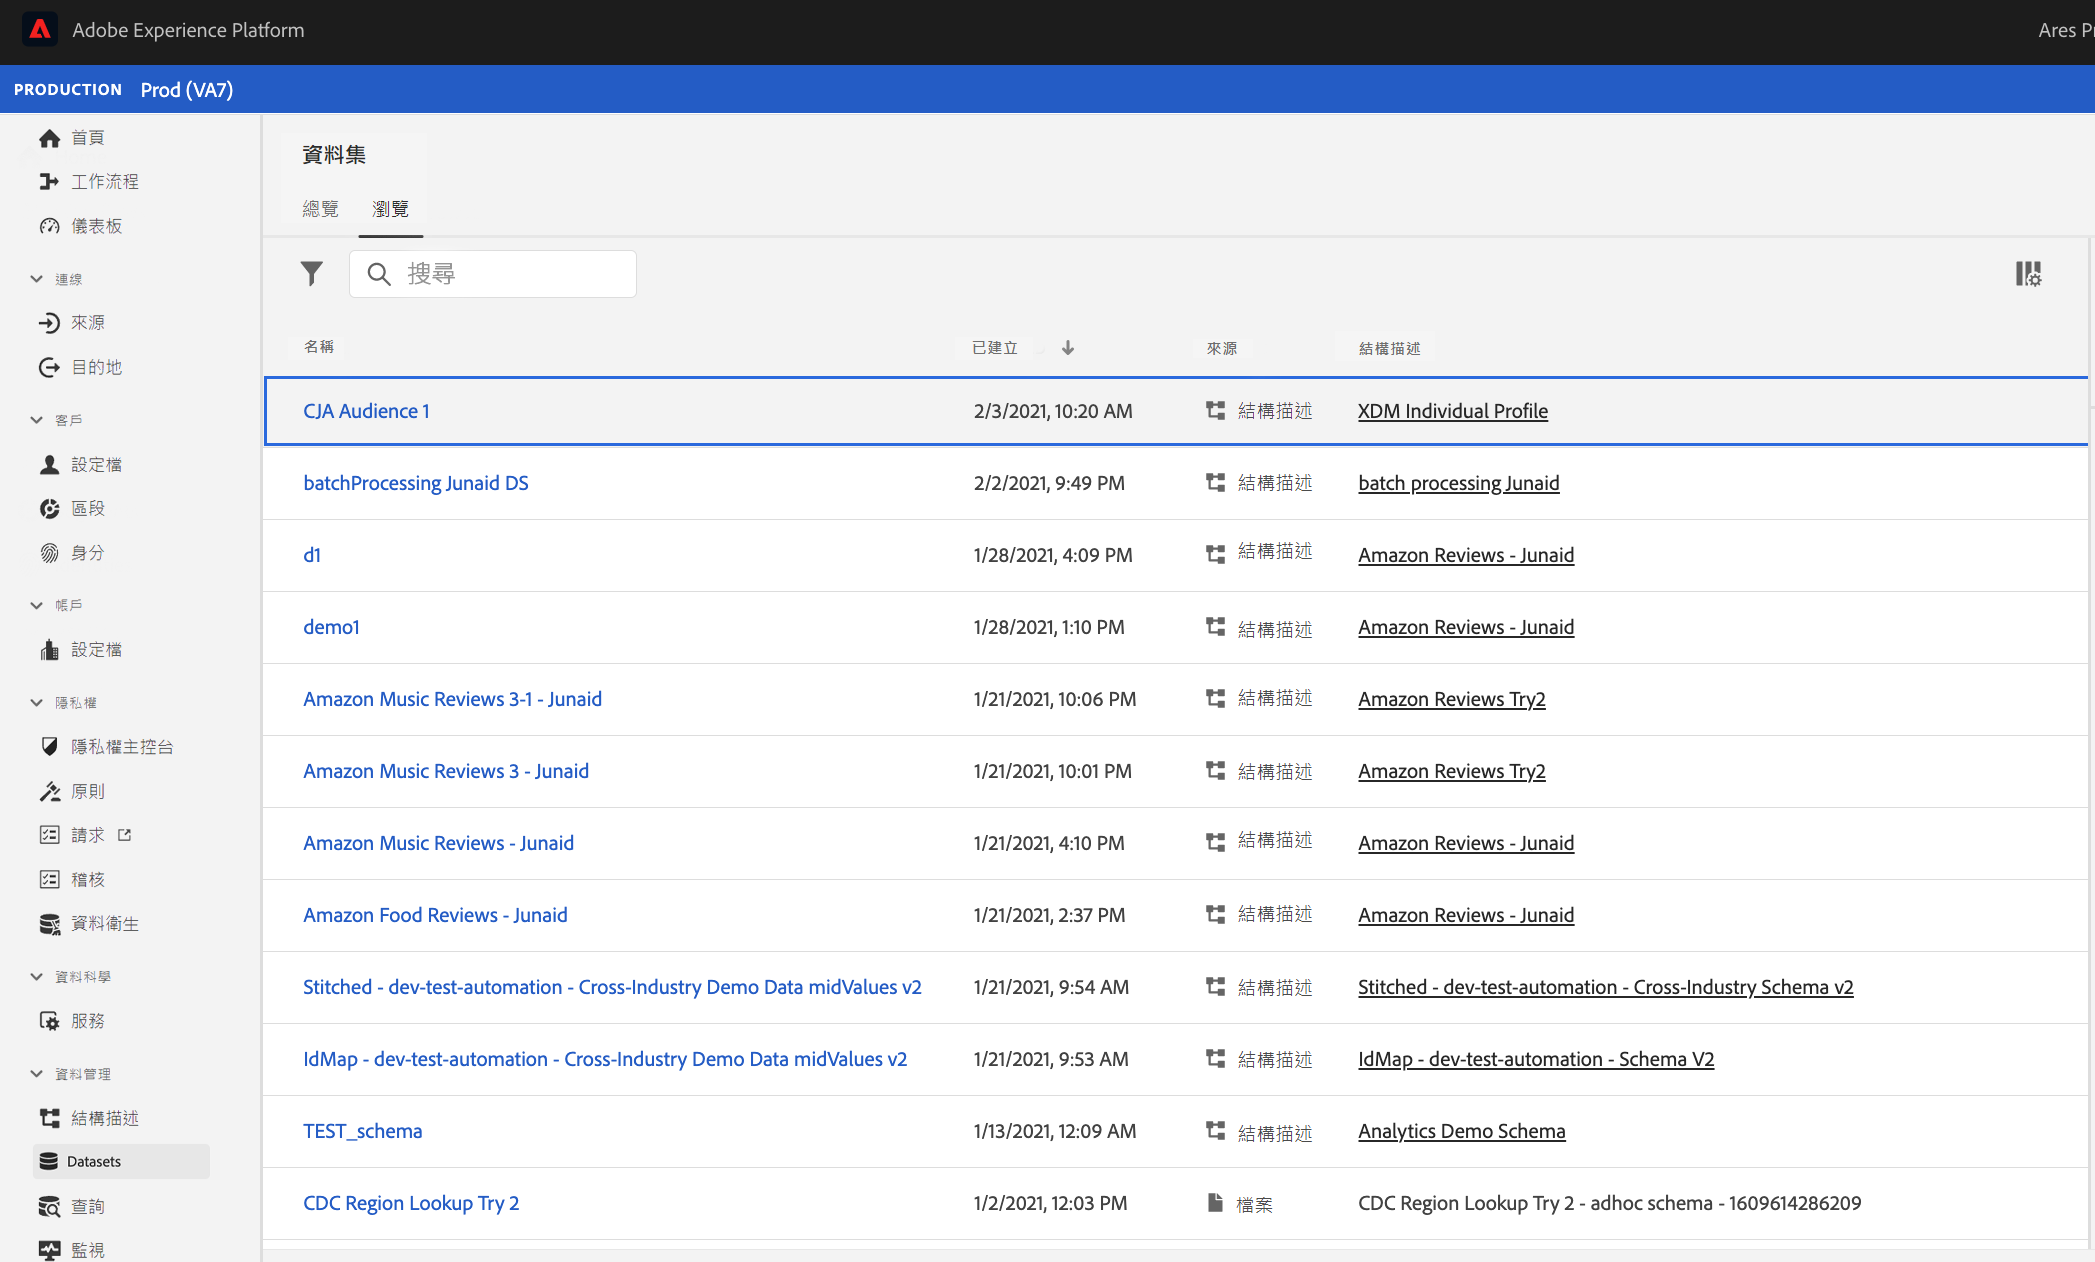 Adobe Experience Platform
Ares P
PRODUCTION Prod (VA7)
首頁
工作流程
儀表板
連線
來源
目的地
客戶
設定檔
區段
身分
帳戶
設定檔
隱私權
隱私權主控台
原則
請求
稽核
資料衛生
資料科學
服務
資料管理
結構描述
Datasets
查詢
監視
資料集
總覽 瀏覽
搜尋
名稱 已建立 來源 結構描述
CJA Audience 1 2/3/2021, 10:20 AM 結構描述 XDM Individual Profile
batchProcessing Junaid DS 2/2/2021, 9:49 PM 結構描述 batch processing Junaid
d1 1/28/2021, 4:09 PM 結構描述 Amazon Reviews - Junaid
demo1 1/28/2021, 1:10 PM 結構描述 Amazon Reviews - Junaid
Amazon Music Reviews 3-1 - Junaid 1/21/2021, 10:06 PM 結構描述 Amazon Reviews Try2
Amazon Music Reviews 3 - Junaid 1/21/2021, 10:01 PM 結構描述 Amazon Reviews Try2
Amazon Music Reviews - Junaid 1/21/2021, 4:10 PM 結構描述 Amazon Reviews - Junaid
Amazon Food Reviews - Junaid 1/21/2021, 2:37 PM 結構描述 Amazon Reviews - Junaid
Stitched - dev-test-automation - Cross-Industry Demo Data midValues v2 1/21/2021, 9:54 AM 結構描述 Stitched - dev-test-automation - Cross-Industry Schema v2
IdMap - dev-test-automation - Cross-Industry Demo Data midValues v2 1/21/2021, 9:53 AM 結構描述 IdMap - dev-test-automation - Schema V2
TEST_schema 1/13/2021, 12:09 AM 結構描述 Analytics Demo Schema
CDC Region Lookup Try 2 1/2/2021, 12:03 PM 檔案 CDC Region Lookup Try 2 - adhoc schema - 1609614286209